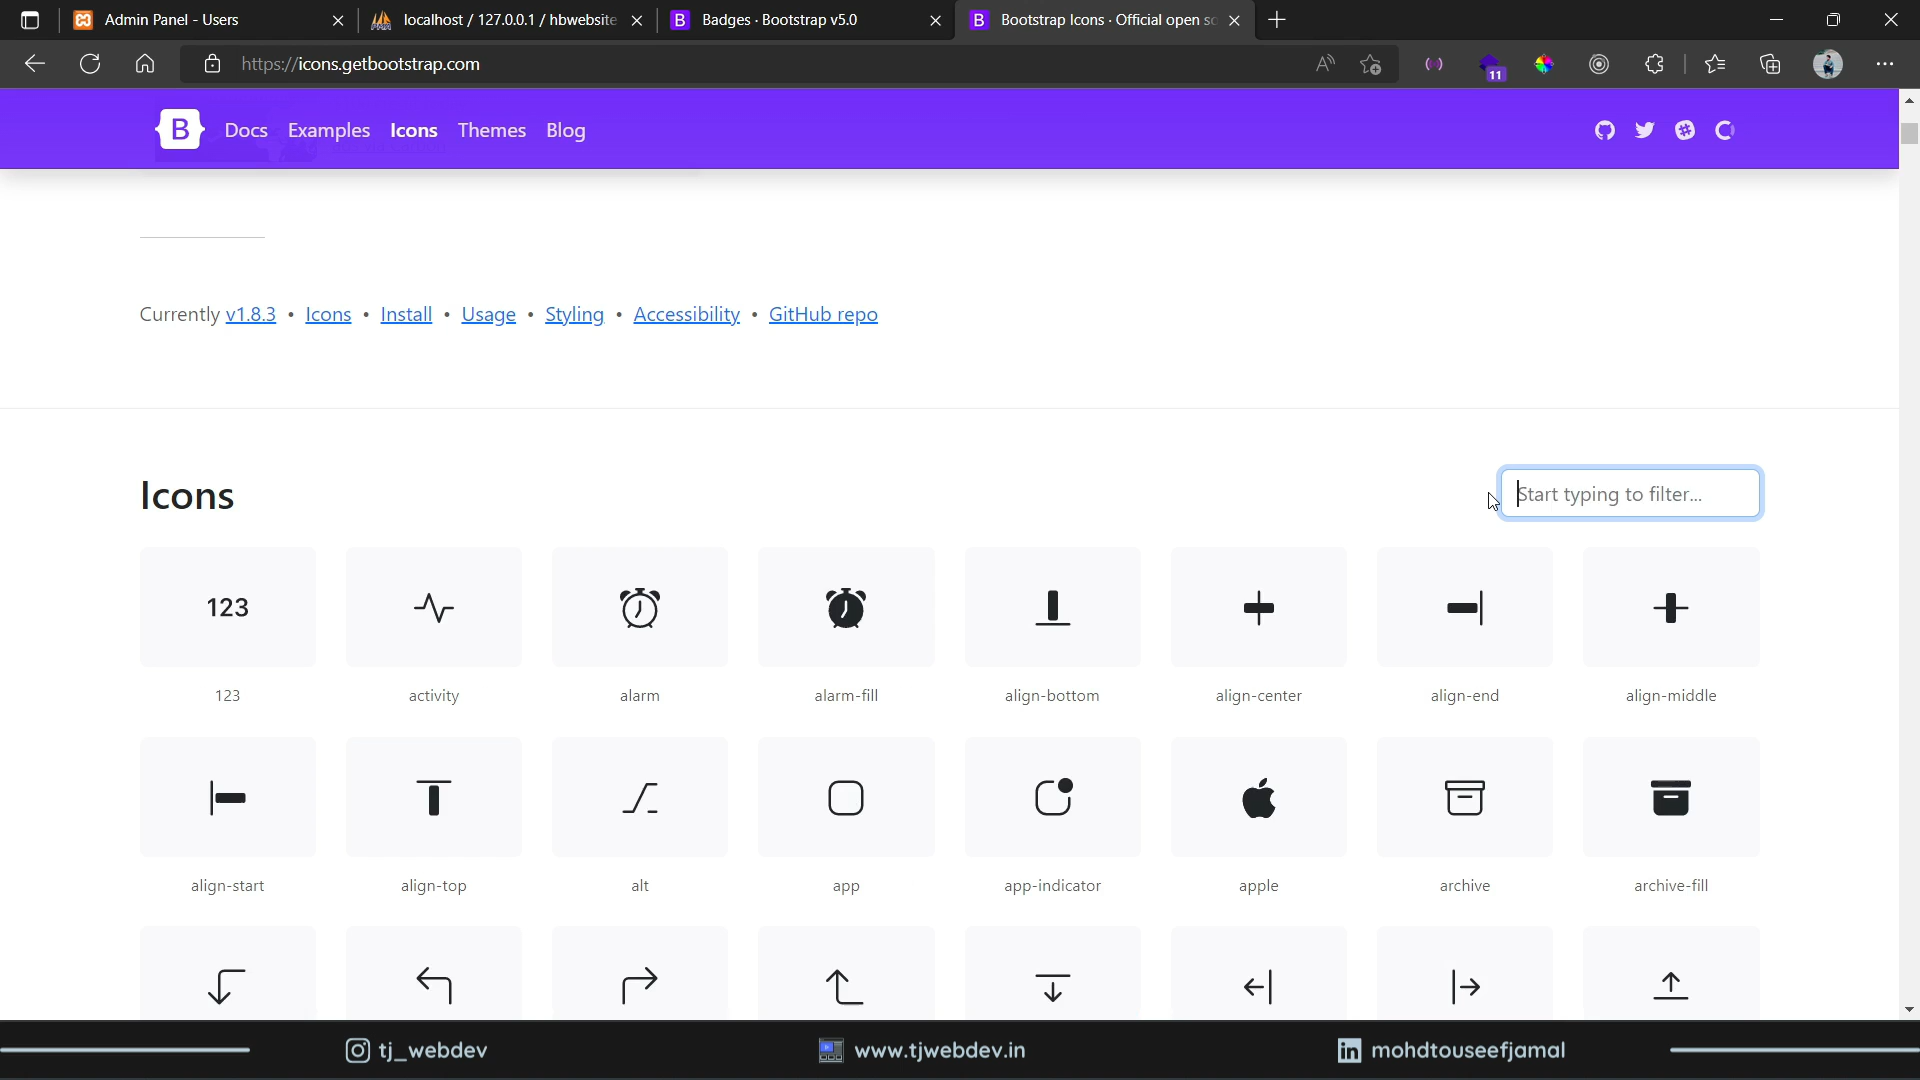 Admin Panel - Users
localhost / 127.0.0.1 / hbwebsite
B Badges · Bootstrap v5.0
B Bootstrap Icons · Official open sc
https://icons.getbootstrap.com
11
B Docs Examples Icons Themes Blog
Currently v1.8.3 • Icons • Install • Usage • Styling • Accessibility • GitHub repo
Icons
Start typing to filter...
123
123 activity alarm alarm-fill align-bottom align-center align-end align-middle
align-start align-top alt app app-indicator apple archive archive-fill
tj_webdev www.tjwebdev.in in mohdtouseefjamal